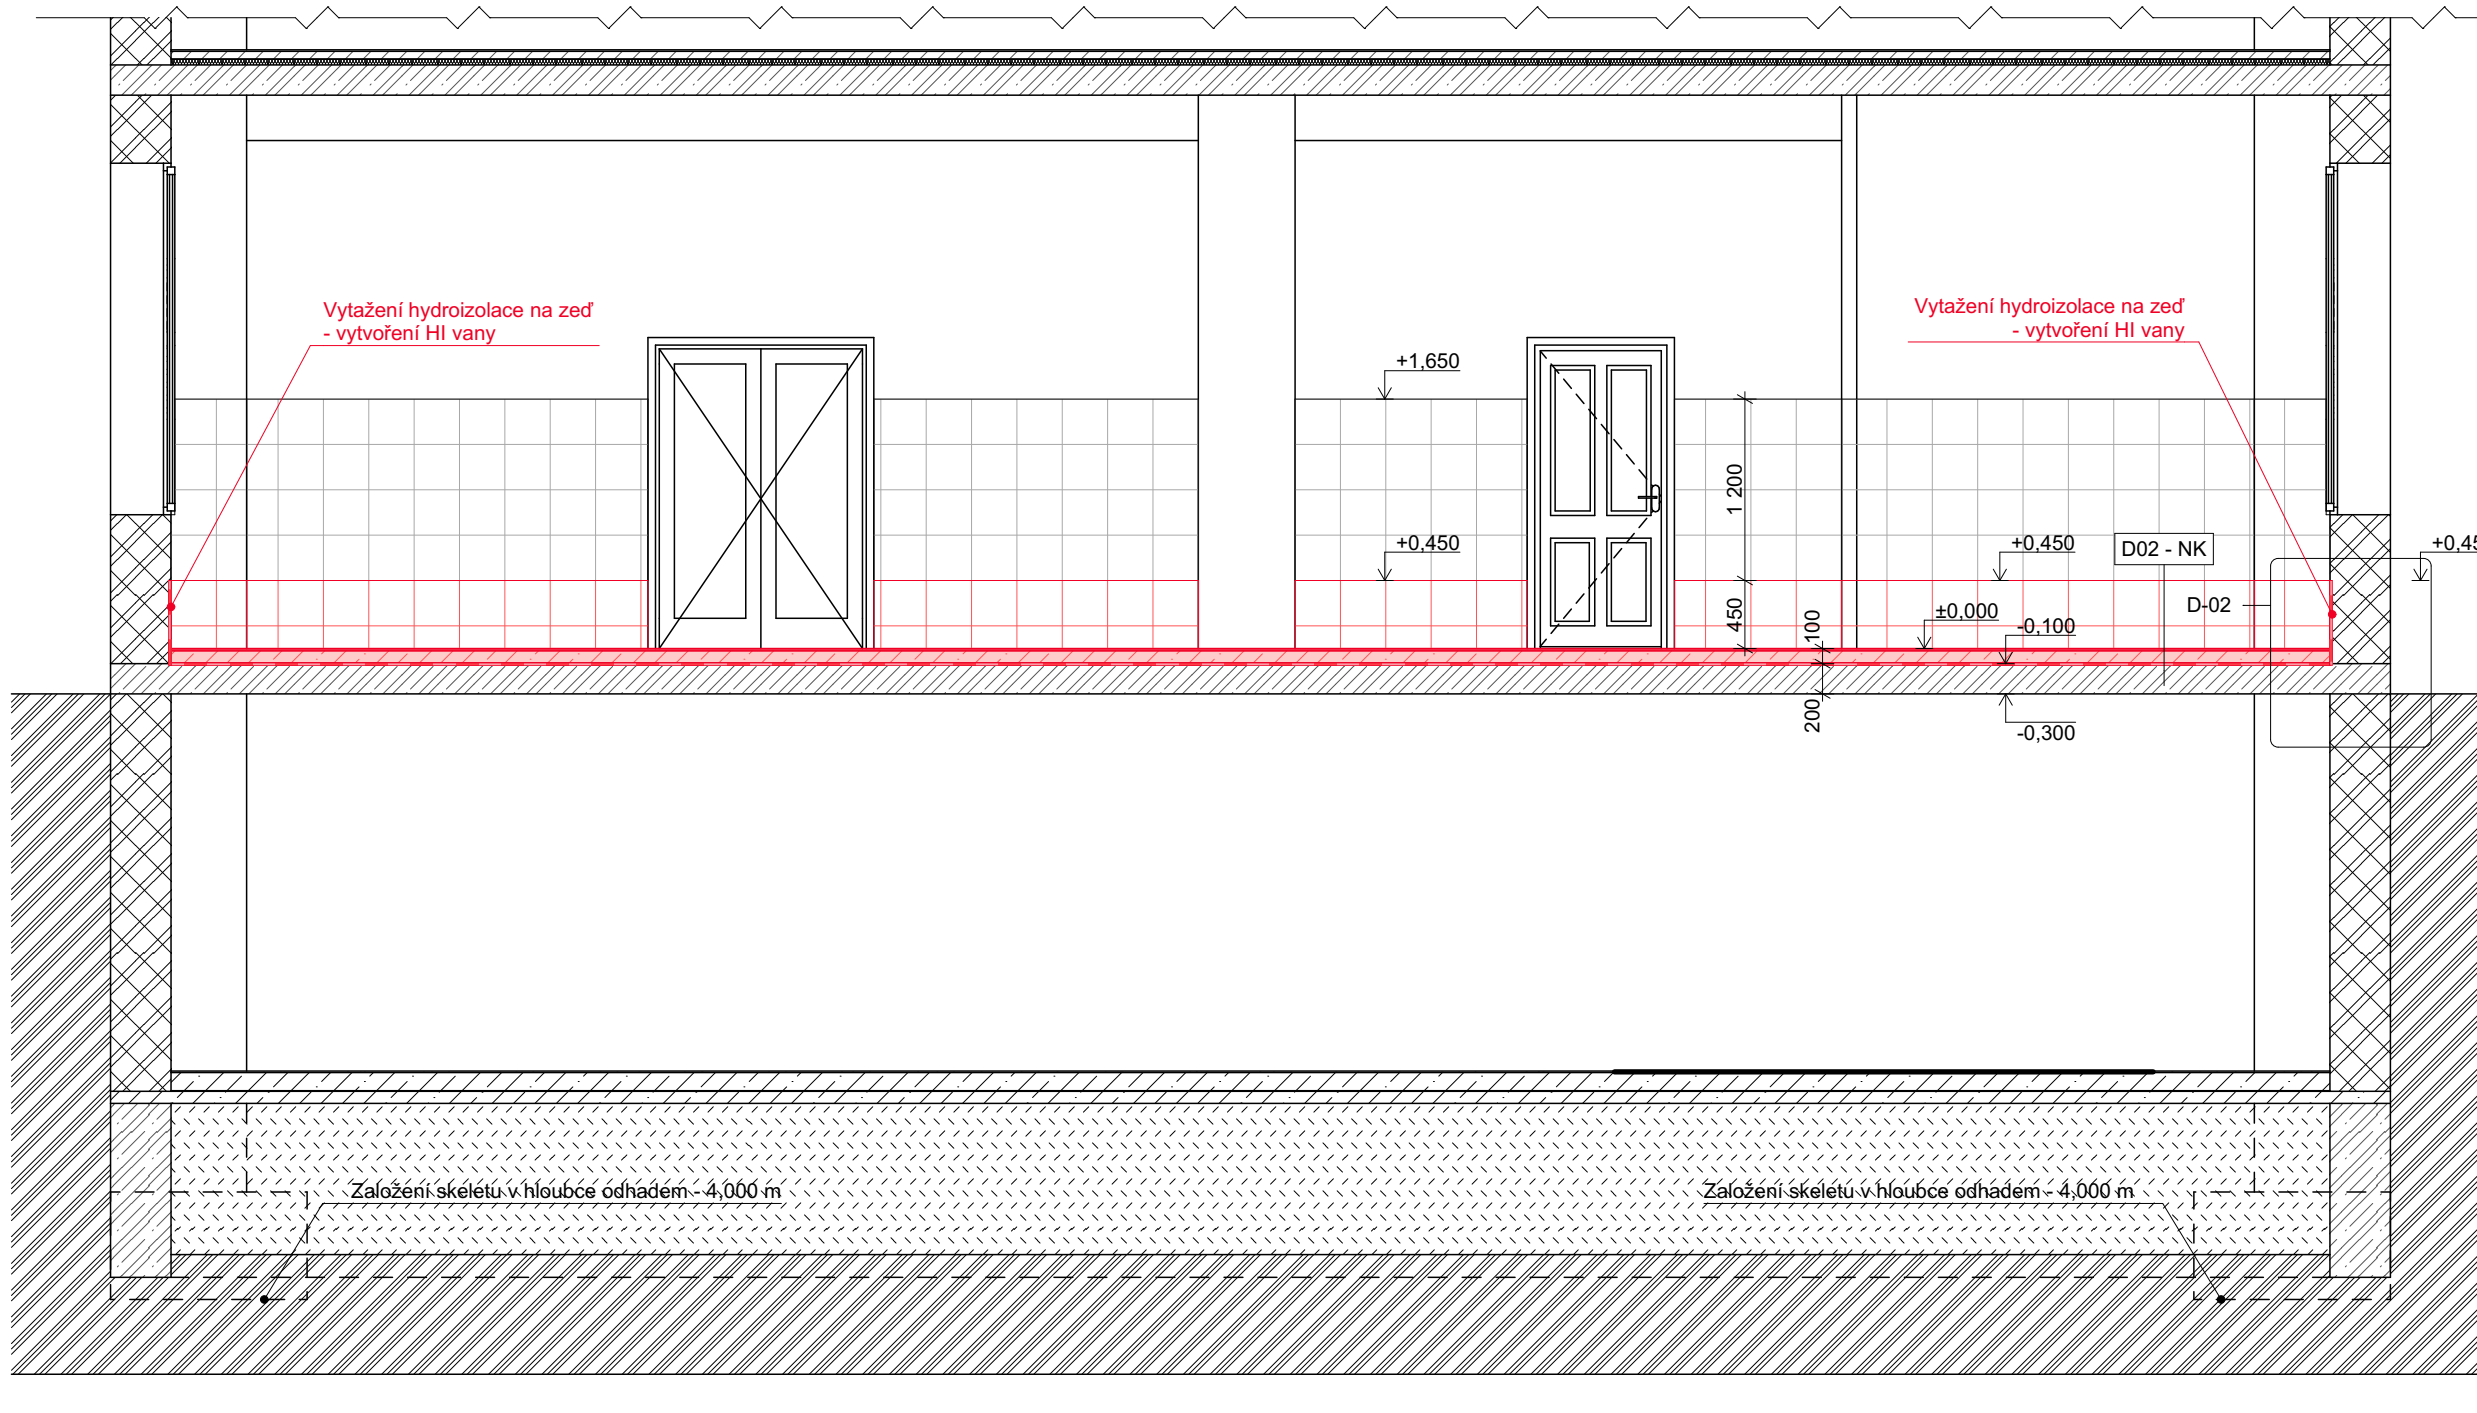 Vytažení hydroizolace na zeď
- vytvoření HI vany
Vytažení hydroizolace na zeď
- vytvoření HI vany
+1,650
1 200
+0,450
+0,450
D02 - NK
+0,45
D-02
450
100
±0,000
-0,100
200
-0,300
Založení skeletu v hloubce odhadem - 4,000 m
Založení skeletu v hloubce odhadem - 4,000 m